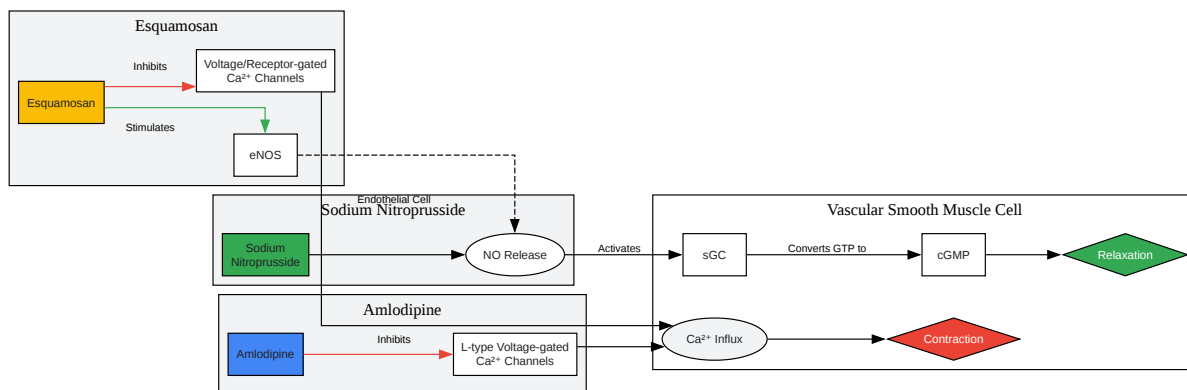 Esquamosan
Inhibits
Voltage/Receptor-gated
Ca²⁺ Channels
Esquamosan
Stimulates
eNOS
Endothelial Cell
Sodium Nitroprusside
Sodium
Nitroprusside
NO Release
Activates
Vascular Smooth Muscle Cell
sGC
Converts GTP to
cGMP
Relaxation
Amlodipine
Amlodipine
Inhibits
L-type Voltage-gated
Ca²⁺ Channels
Ca²⁺ Influx
Contraction